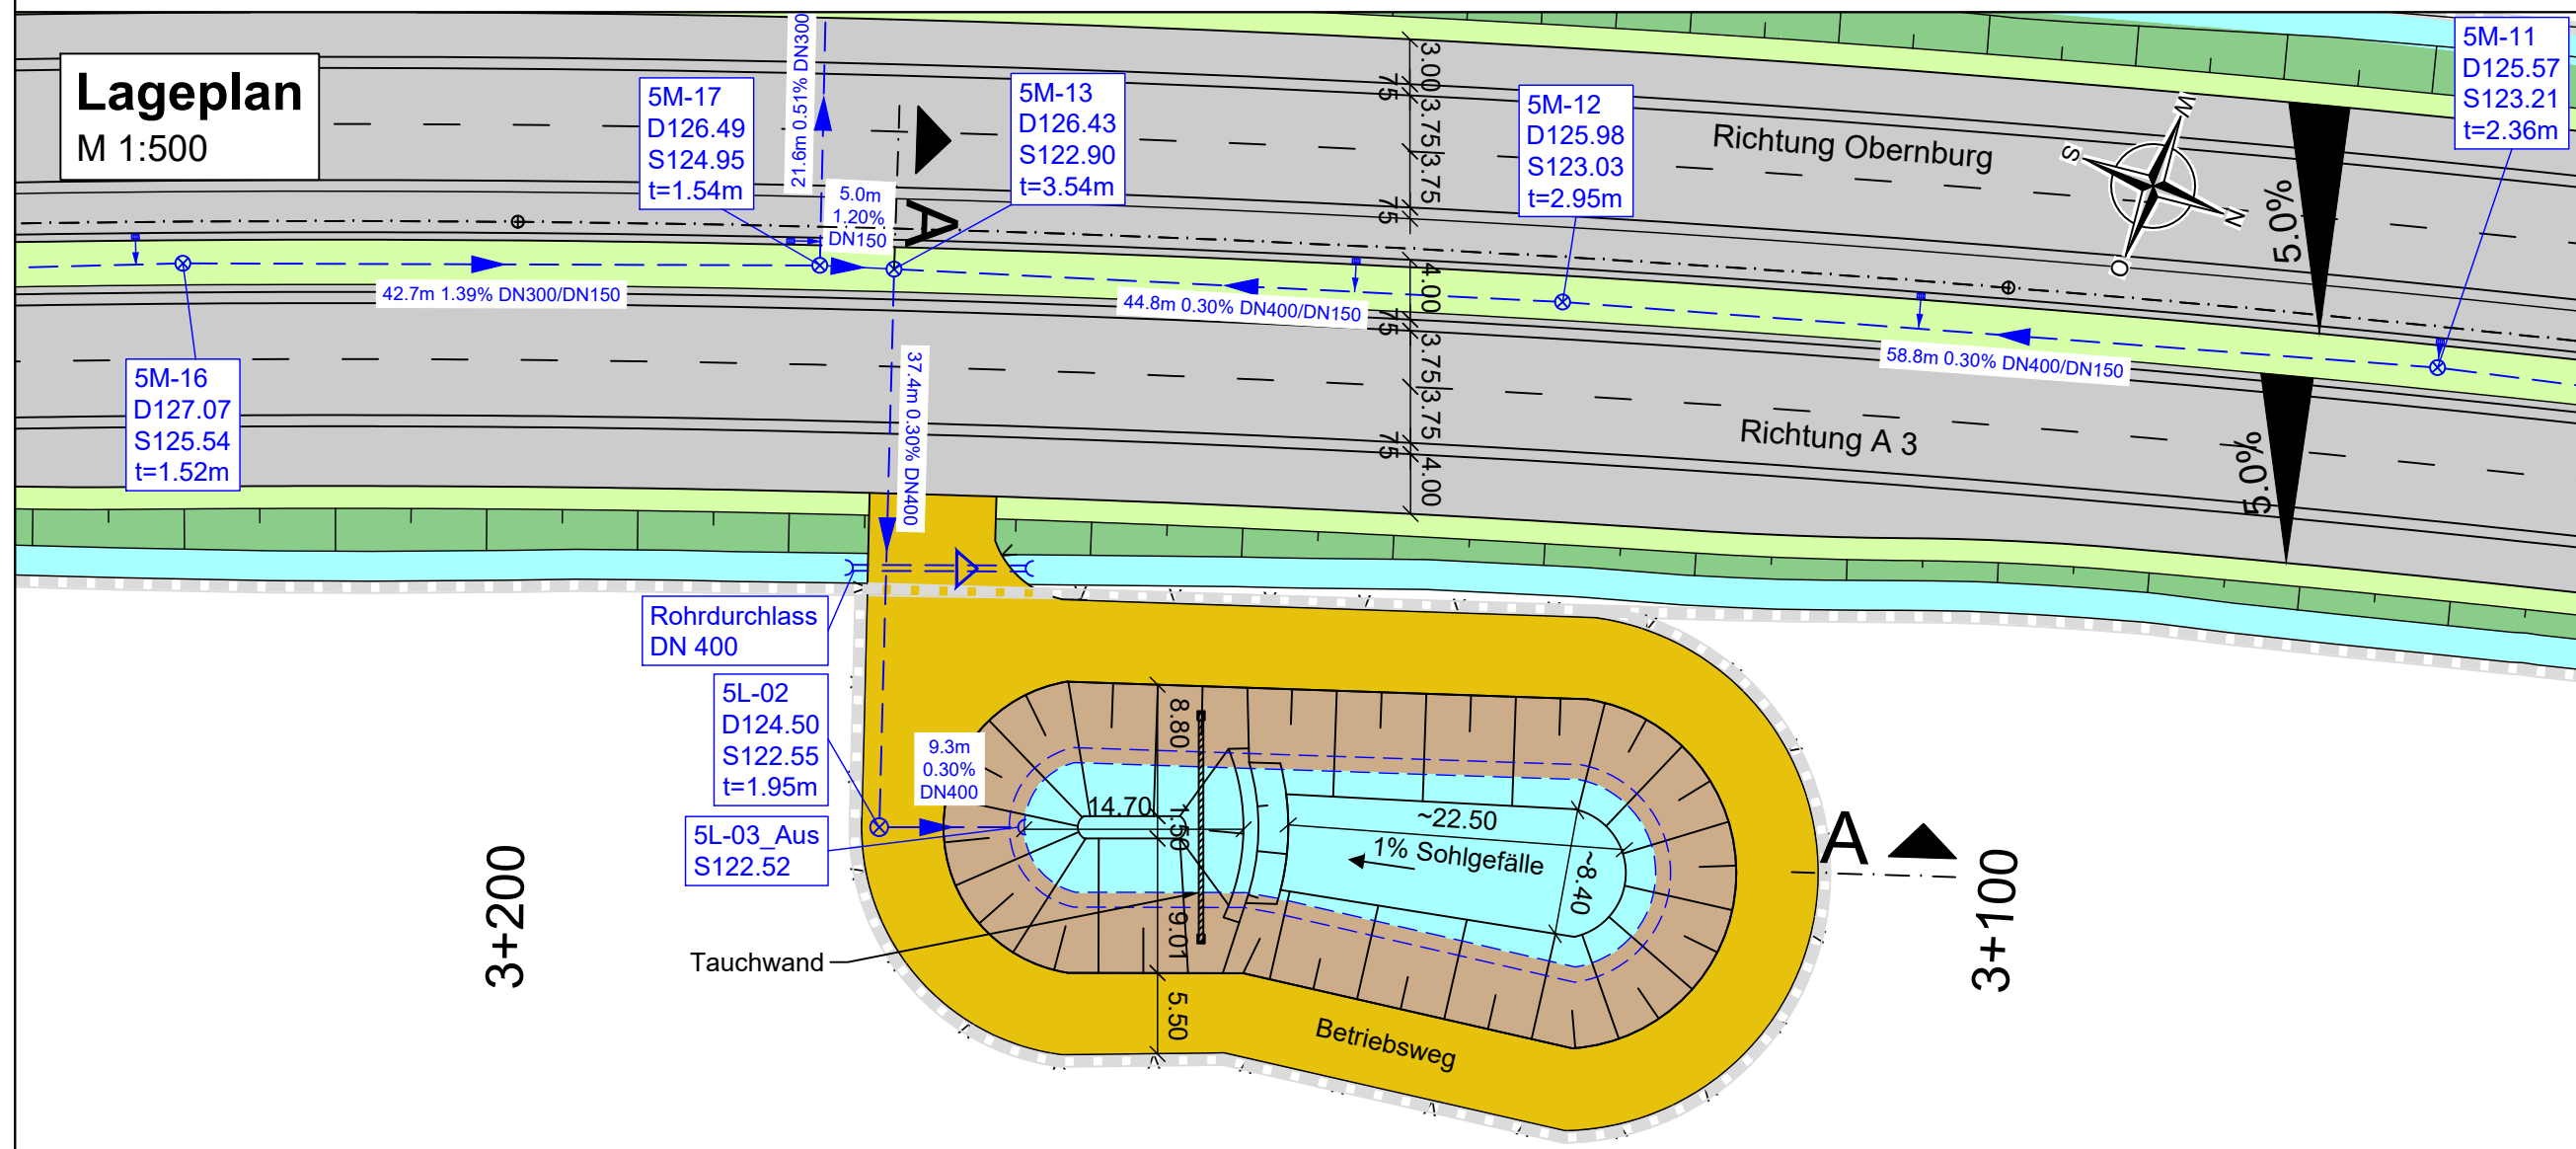 Lageplan
M 1:500
5M-17
D126.49
S124.95
t=1.54m
21.6m 0.51% DN300
5.0m
1.20%
DN150
5M-13
D126.43
S122.90
t=3.54m
A
3.00
75
3.75
3.75
75
4.00
75
3.75
3.75
75
4.00
5M-12
D125.98
S123.03
t=2.95m
Richtung Obernburg
W
S
N
O
5.0%
5M-11
D125.57
S123.21
t=2.36m
42.7m 1.39% DN300/DN150
44.8m 0.30% DN400/DN150
58.8m 0.30% DN400/DN150
5M-16
D127.07
S125.54
t=1.52m
37.4m 0.30% DN400
Richtung A 3
5.0%
Rohrdurchlass
DN 400
5L-02
D124.50
S122.55
t=1.95m
9.3m
0.30%
DN400
5L-03_Aus
S122.52
8.80
14.70
1.50
9.01
5.50
~22.50
1% Sohlgefälle
~8.40
A
3+200
3+100
Tauchwand
Betriebsweg